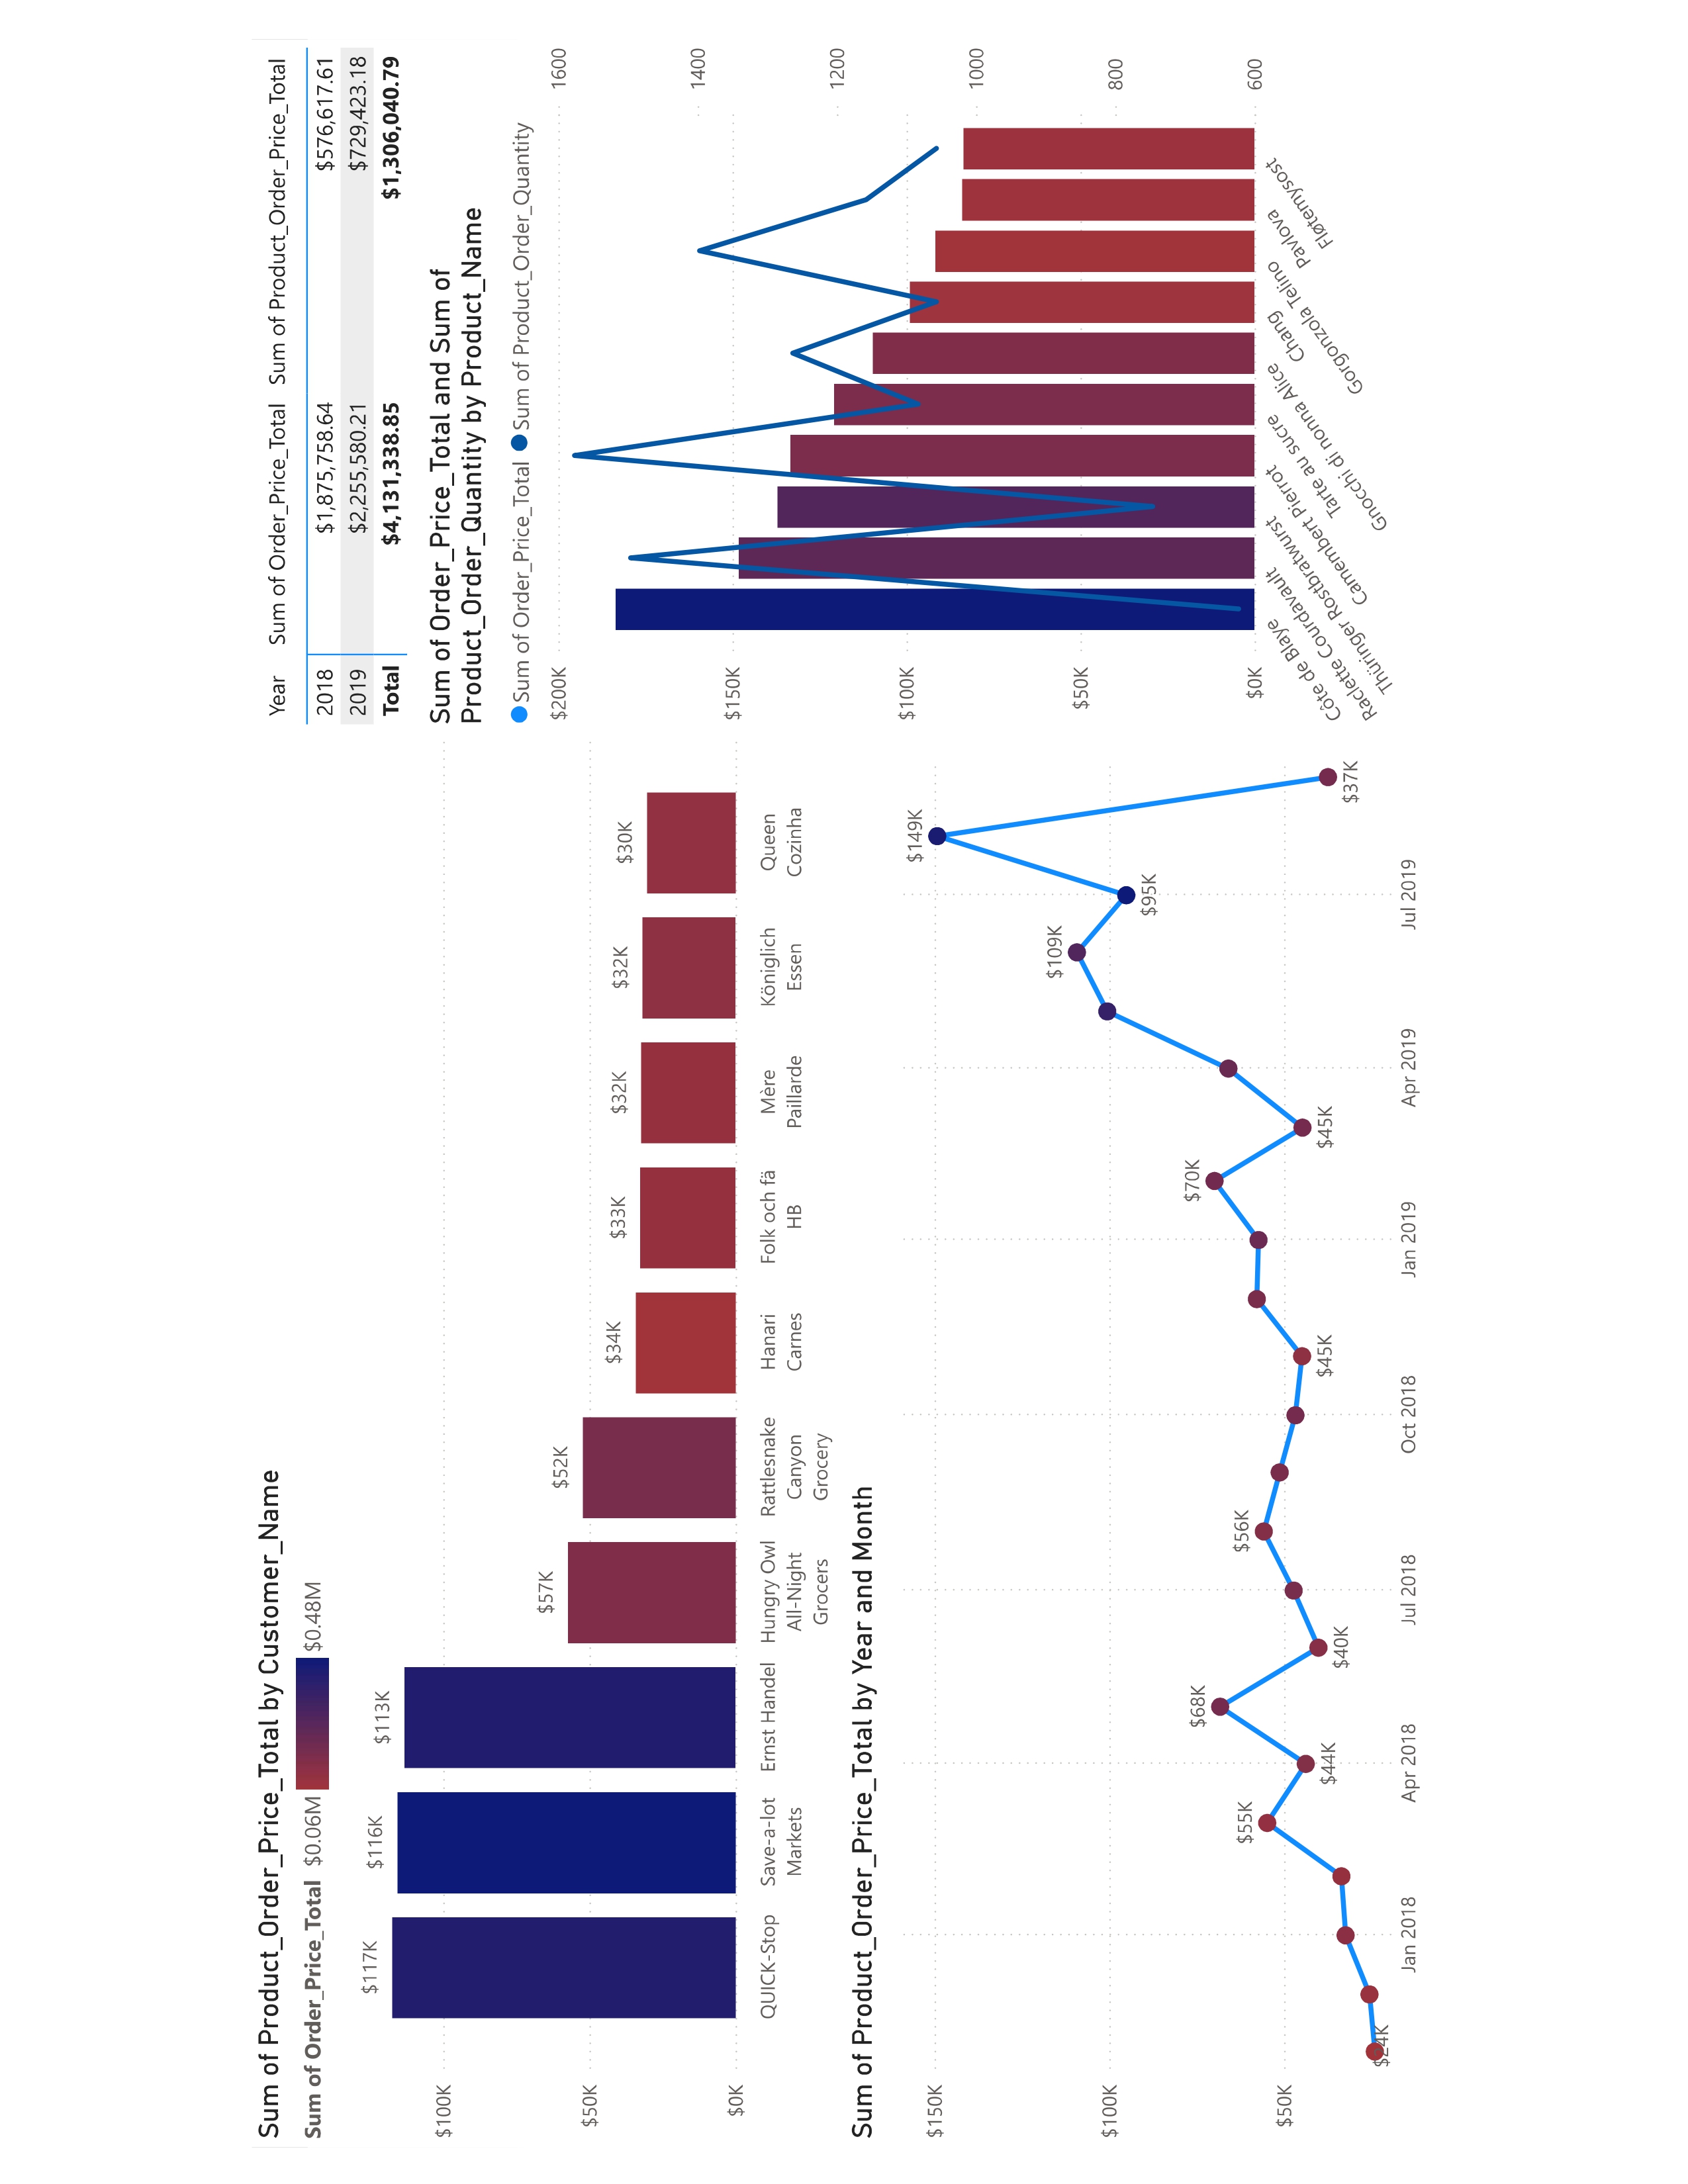 Sum of Product_Order_Price_Total by Customer_Name
Sum of Order_Price_Total $0.06M $0.48M
$117K
$116K
$113K
$57K
$52K
$34K
$33K
$32K
$32K
$30K
$100K
$50K
$0K
QUICK-Stop
Save-a-lot
Markets
Ernst Handel
Hungry Owl
All-Night
Grocers
Rattlesnake
Canyon
Grocery
Hanari
Carnes
Folk och fä
HB
Mère
Paillarde
Königlich
Essen
Queen
Cozinha
Sum of Product_Order_Price_Total by Year and Month
$150K
$100K
$50K
$24K
$55K
$44K
$68K
$40K
$56K
$45K
$70K
$45K
$109K
$95K
$149K
$37K
Jan 2018
Apr 2018
Jul 2018
Oct 2018
Jan 2019
Apr 2019
Jul 2019
Year Sum of Order_Price_Total Sum of Product_Order_Price_Total
2018 $1,875,758.64 $576,617.61
2019 $2,255,580.21 $729,423.18
Total $4,131,338.85 $1,306,040.79
Sum of Order_Price_Total and Sum of
Product_Order_Quantity by Product_Name
Sum of Order_Price_Total Sum of Product_Order_Quantity
$200K
$150K
$100K
$50K
$0K
1600
1400
1200
1000
800
600
Côte de Blaye
Raclette Courdavault
Thüringer Rostbratwurst
Camembert Pierrot
Tarte au sucre
Gnocchi di nonna Alice
Chang
Gorgonzola Telino
Pavlova
Fløtemysost